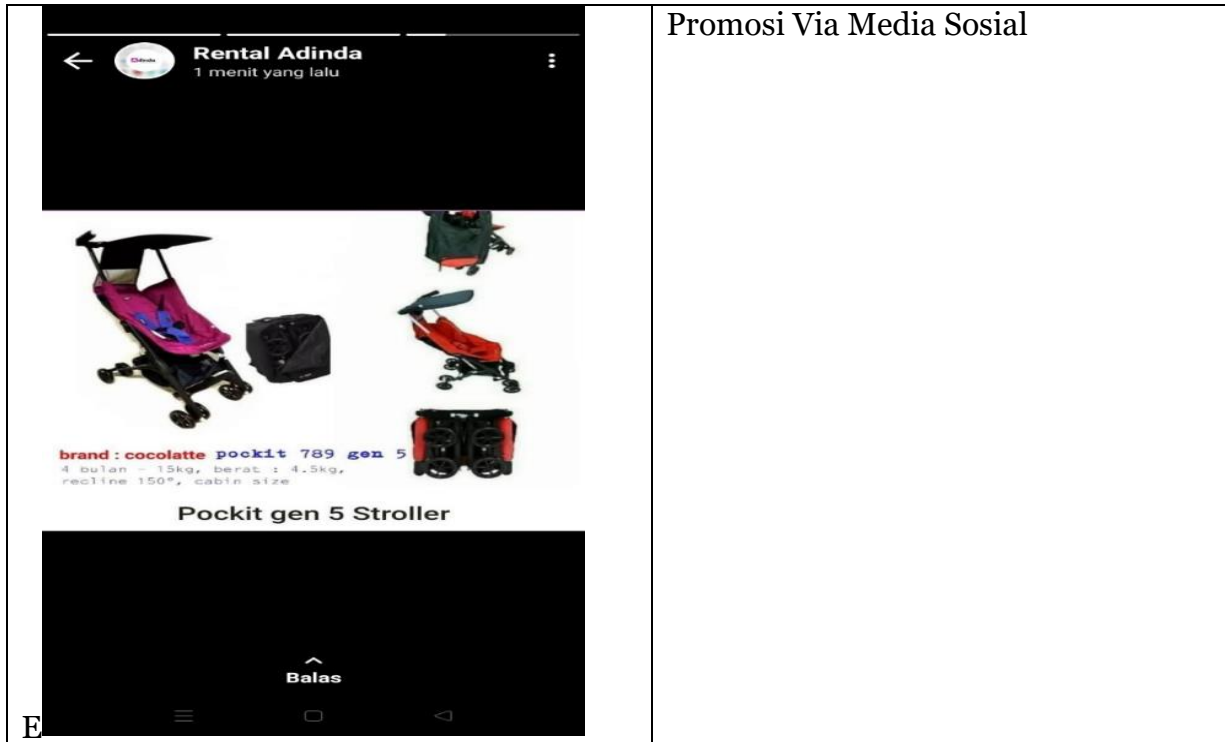 Rental Adinda
1 menit yang lalu
brand : cocolatte pockit 789 gen 5
4 bulan - 15kg, berat : 4.5kg,
recline 150°, cabin size
Pockit gen 5 Stroller
Balas
E
Promosi Via Media Sosial